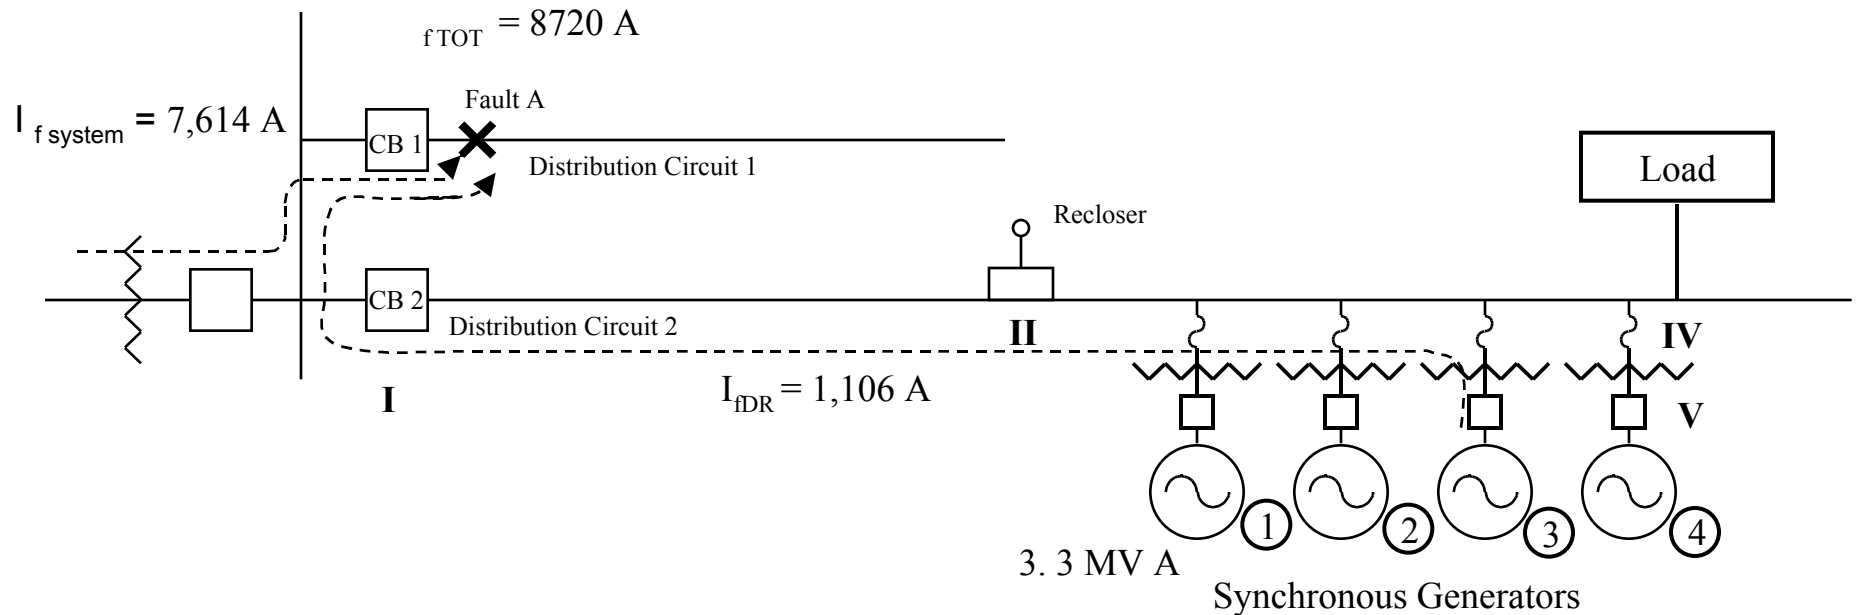 f TOT = 8720 A
Fault A
I f system = 7,614 A
CB 1
Distribution Circuit 1
Load
Recloser
CB 2
Distribution Circuit 2
II
IV
I
IfDR = 1,106 A
V
1
2
3
4
3. 3 MV A
Synchronous Generators